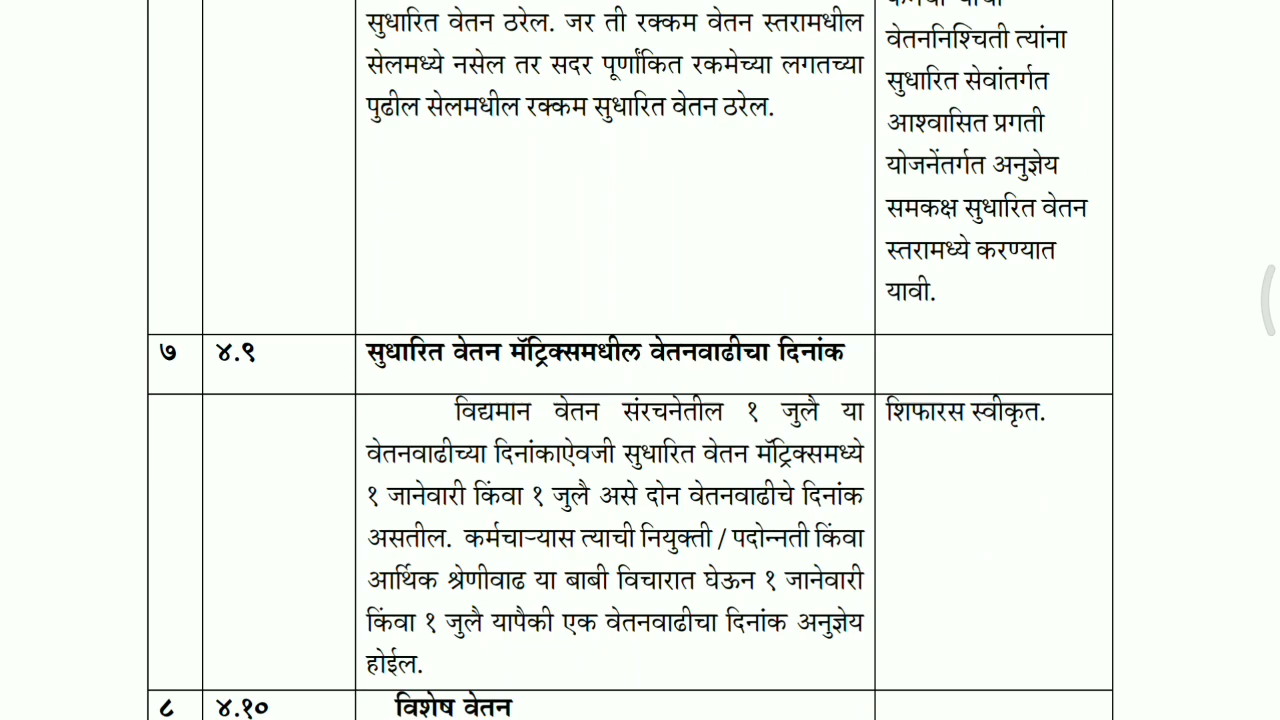 सुधारित वेतन ठरेल. जर ती रक्कम वेतन स्तरामधील
सेलमध्ये नसेल तर सदर पूर्णांकित रकमेच्या लगतच्या
पुढील सेलमधील रक्कम सुधारित वेतन ठरेल.
वेतननिश्चिती त्यांना
सुधारित सेवांतर्गत
आश्वासित प्रगती
योजनेंतर्गत अनुज्ञेय
समकक्ष सुधारित वेतन
स्तरामध्ये करण्यात
यावी.
७ ४.९ सुधारित वेतन मॅट्रिक्समधील वेतनवाढीचा दिनांक
विद्यमान वेतन संरचनेतील १ जुलै या
वेतनवाढीच्या दिनांकाऐवजी सुधारित वेतन मॅट्रिक्समध्ये
१ जानेवारी किंवा १ जुलै असे दोन वेतनवाढीचे दिनांक
असतील. कर्मचाऱ्यास त्याची नियुक्ती / पदोन्नती किंवा
आर्थिक श्रेणीवाढ या बाबी विचारात घेऊन १ जानेवारी
किंवा १ जुलै यापैकी एक वेतनवाढीचा दिनांक अनुज्ञेय
होईल.
शिफारस स्वीकृत.
८ ४.१० विशेष वेतन